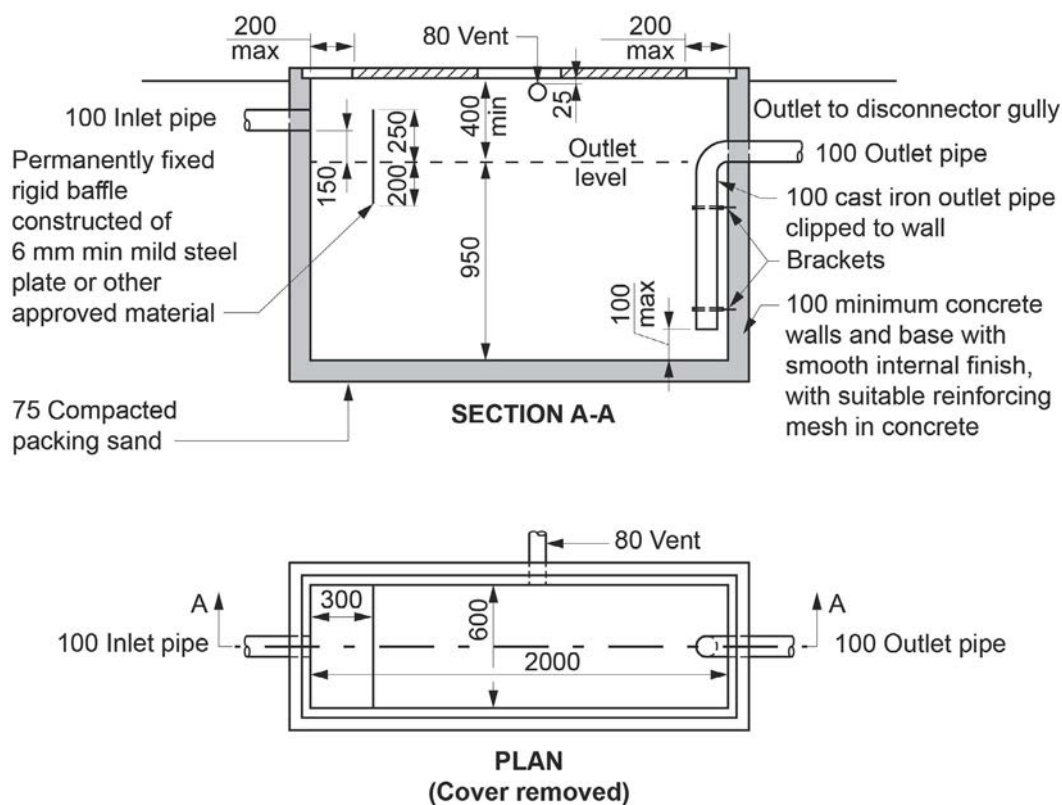 200
max
80 Vent
200
max
100 Inlet pipe
400
min
25
Outlet to disconnector gully
250
Outlet
level
100 Outlet pipe
Permanently fixed
rigid baffle
constructed of
6 mm min mild steel
plate or other
approved material
150
200
950
100 cast iron outlet pipe
clipped to wall
Brackets
100
max
100 minimum concrete
walls and base with
smooth internal finish,
with suitable reinforcing
mesh in concrete
75 Compacted
packing sand
SECTION A-A
80 Vent
A
300
600
A
100 Inlet pipe
2000
100 Outlet pipe
PLAN
(Cover removed)